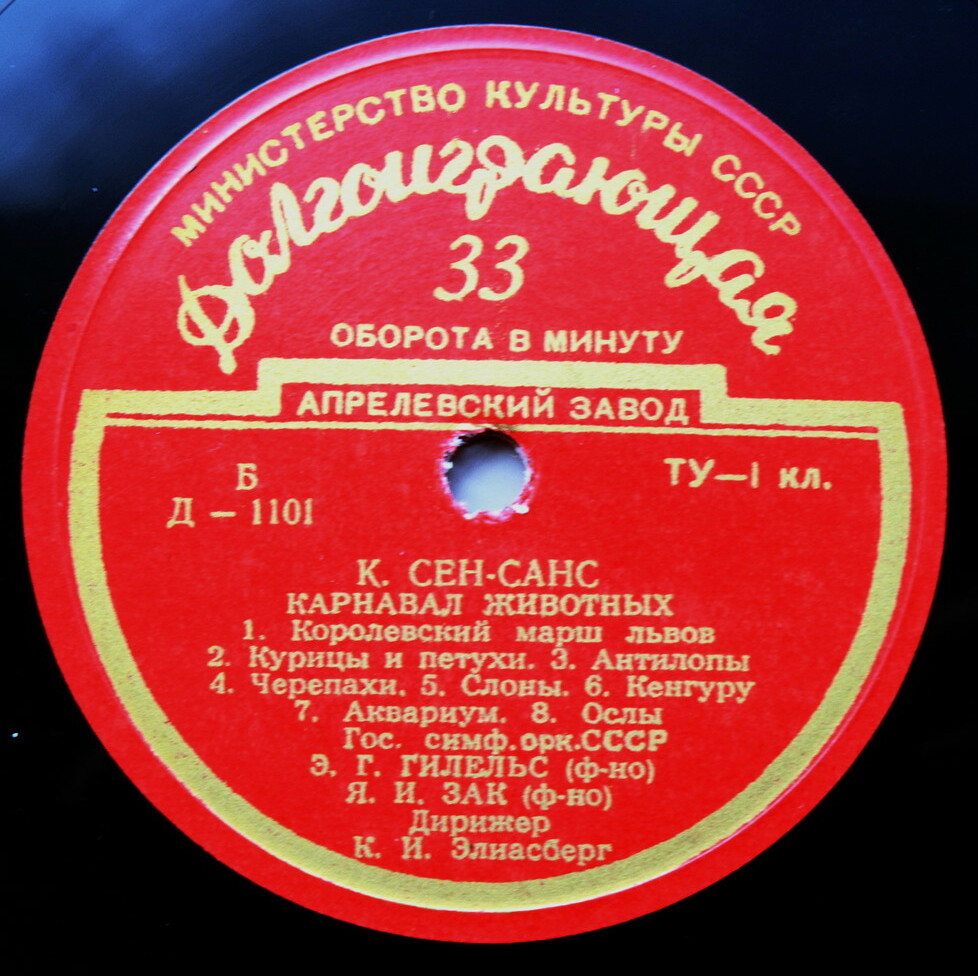 МИНИСТЕРСТВО КУЛЬТУРЫ СССР
Долгоиграющая
33
ОБОРОТА В МИНУТУ
АПРЕЛЕВСКИЙ ЗАВОД
Б
Д – 1101
ТУ—1 кл.
К. СЕН-САНС
КАРНАВАЛ ЖИВОТНЫХ
1. Королевский марш львов
2. Курицы и петухи. 3. Антилопы
4. Черепахи. 5. Слоны. 6. Кенгуру
7. Аквариум. 8. Ослы
Гос. симф.орк.СССР
Э. Г. ГИЛЕЛЬС (ф-но)
Я. И. ЗАК (ф-но)
Дирижер
К. И. Элиасберг